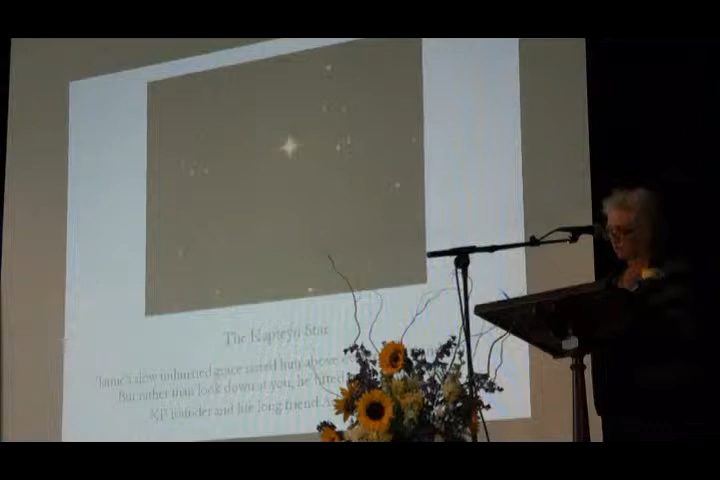 The Kapteyn Star
slow unhurried grace raised him above
But rather than look down at you, he lifted
KP founder and life long friend